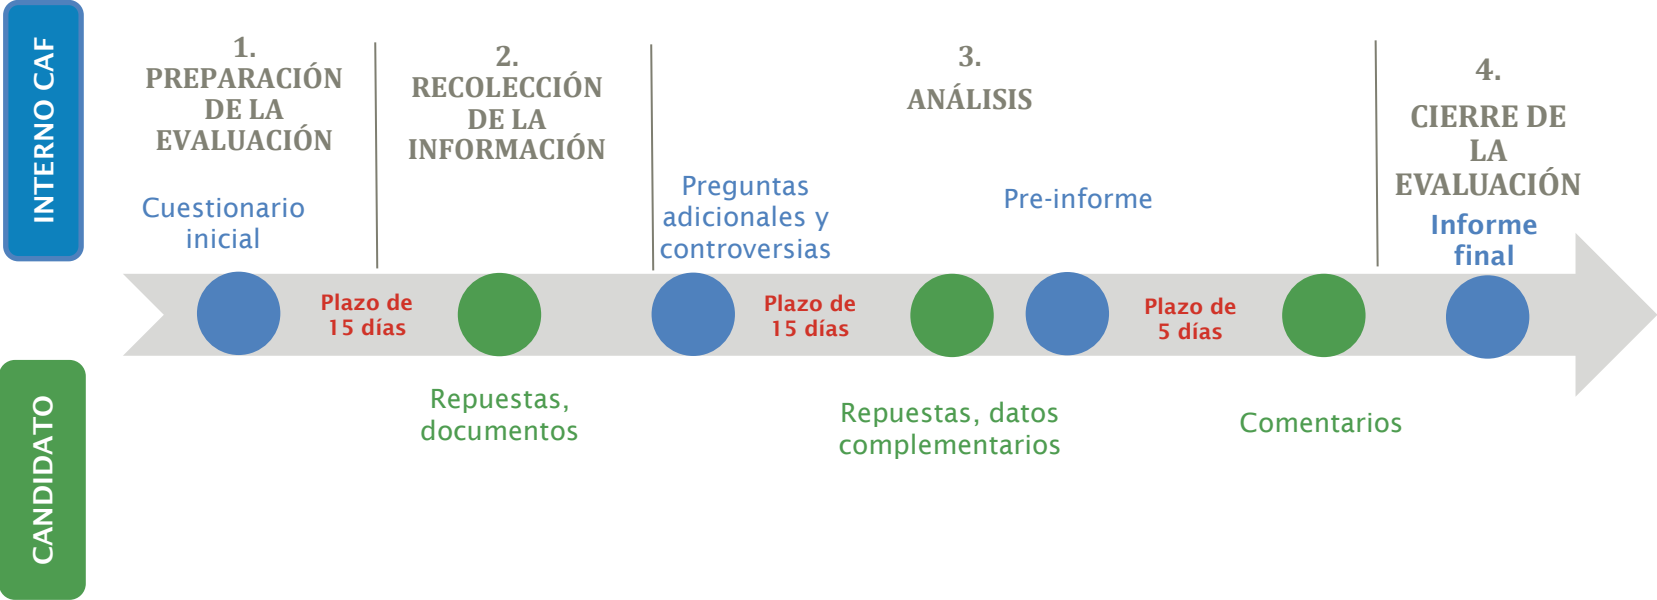 INTERNO CAF
1.
PREPARACIÓN
DE LA
EVALUACIÓN
2.
RECOLECCIÓN
DE LA
INFORMACIÓN
3.
ANÁLISIS
4.
CIERRE DE
LA
EVALUACIÓN
Cuestionario
inicial
Preguntas
adicionales y
controversias
Pre-informe
Informe
final
Plazo de
15 días
Plazo de
15 días
Plazo de
5 días
CANDIDATO
Repuestas,
documentos
Repuestas, datos
complementarios
Comentarios